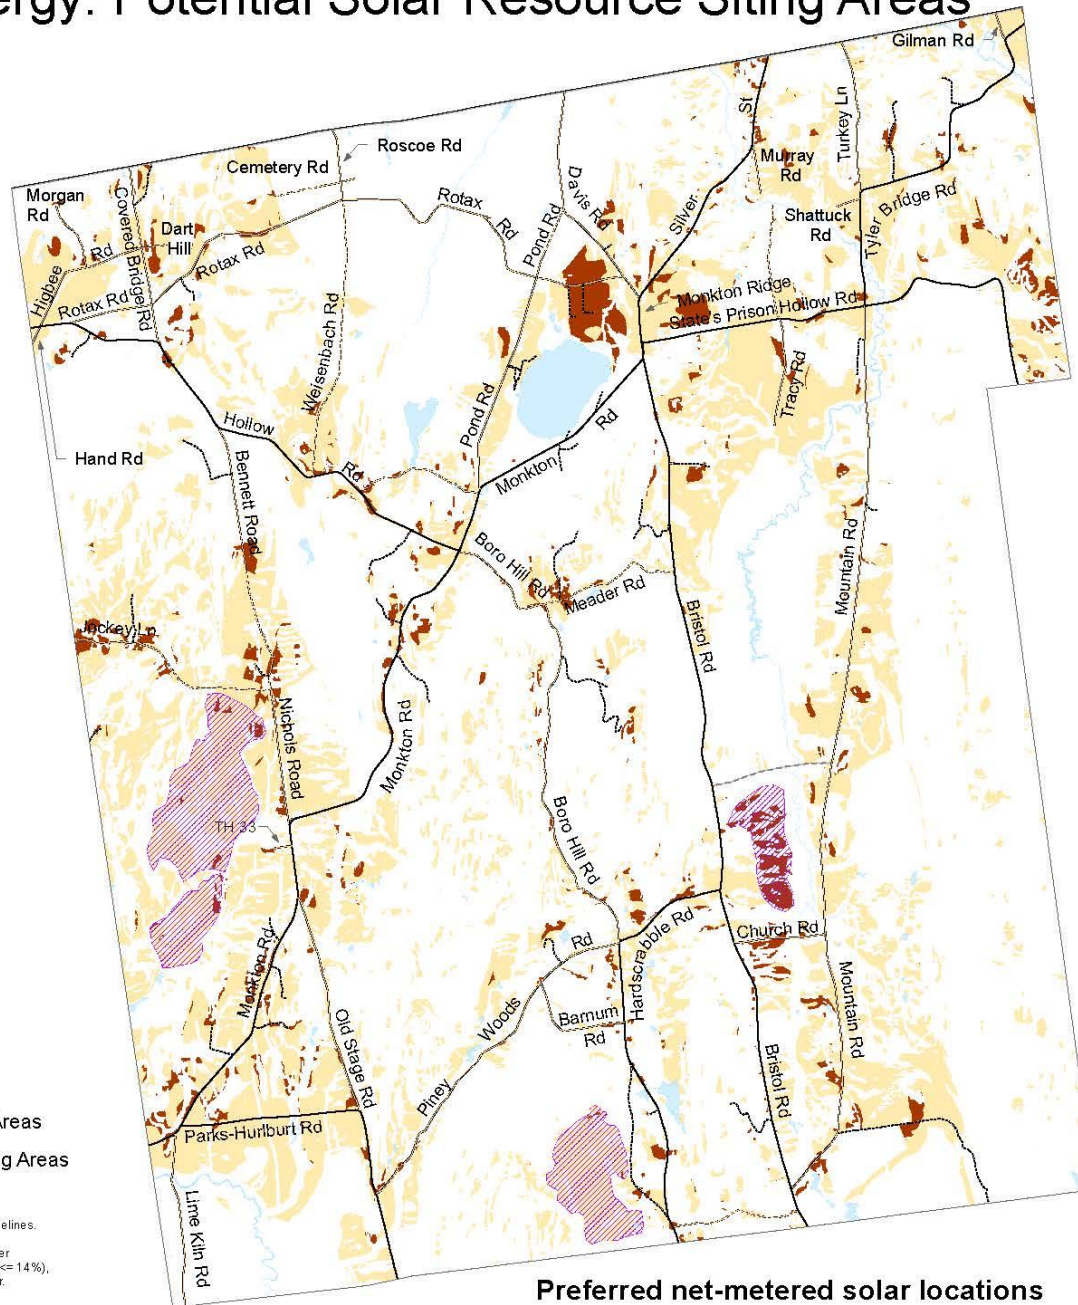 ergy: Potential Solar Resource Siting Areas
Gilman Rd
St
Turkey Ln
Roscoe Rd
Cemetery Rd
Murray
Rd
Morgan
Rd
Covered Bridge Rd
Dart
Hill
Rotax
Rd
Davis Rd
Pond Rd
Silver
Shattuck
Rd
Tyler
Bridge Rd
Higbee
Rd
Rotax Rd
Rotax Rd
Monkton Ridge
State's Prison Hollow Rd
Weisenbach Rd
Tracy Rd
Pond Rd
Hollow
Rd
Hand Rd
Bennett Road
Monkton
Rd
Mountain Rd
Boro Hill Rd
Meader Rd
Jockey Ln
Bristol Rd
Nichols Road
Monkton Rd
TH 33
Boro Hill Rd
Rd
Hardscrabble Rd
Church Rd
Monkton Rd
Woods
Barnum
Rd
Mountain Rd
Old Stage Rd
Piney
Bristol Rd
Areas
Parks-Hurlburt Rd
g Areas
Lime Kiln Rd
elines.
er
<= 14%),
r.
Preferred net-metered solar locations